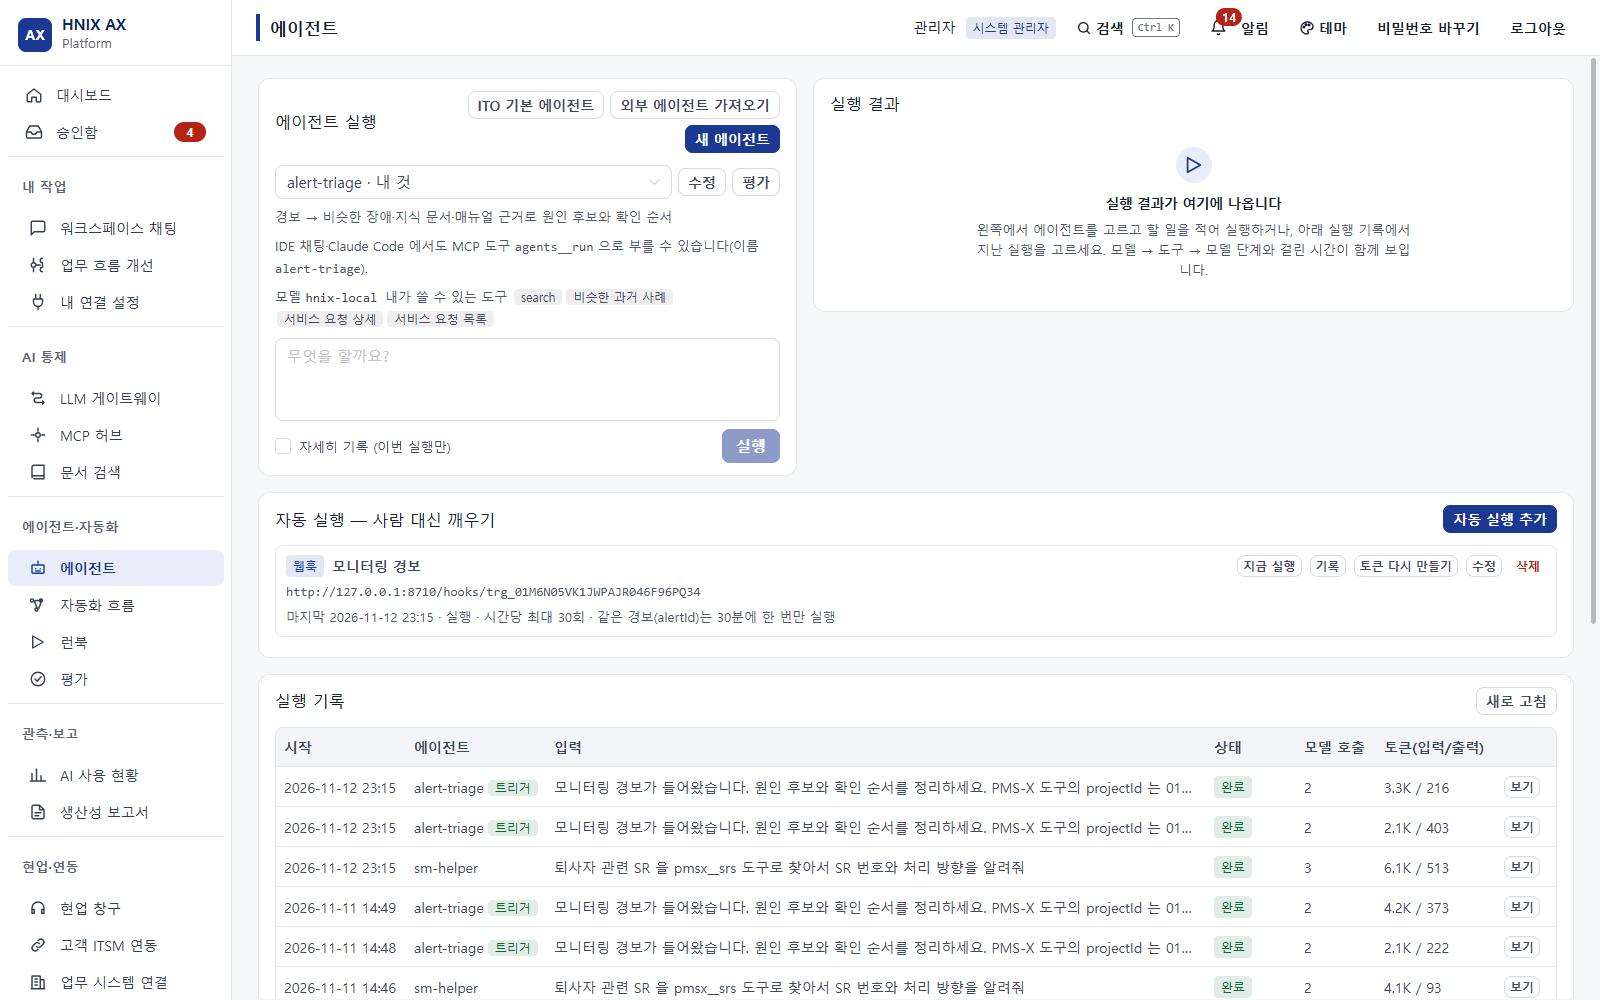 AX
HNIX AX
Platform
대시보드
승인함
4
내 작업
워크스페이스 채팅
업무 흐름 개선
내 연결 설정
AI 통제
LLM 게이트웨이
MCP 허브
문서 검색
에이전트·자동화
에이전트
자동화 흐름
런북
평가
관측·보고
AI 사용 현황
생산성 보고서
현업·연동
현업 창구
고객 ITSM 연동
업무 시스템 연결
에이전트
관리자 시스템 관리자 검색 Ctrl K 14 알림 테마 비밀번호 바꾸기 로그아웃
에이전트 실행
ITO 기본 에이전트 외부 에이전트 가져오기
새 에이전트
alert-triage · 내 것 수정 평가
경보 → 비슷한 장애·지식 문서·매뉴얼 근거로 원인 후보와 확인 순서
IDE 채팅·Claude Code 에서도 MCP 도구 agents__run 으로 부를 수 있습니다(이름
alert-triage).
모델 hnix-local 내가 쓸 수 있는 도구 search 비슷한 과거 사례
서비스 요청 상세 서비스 요청 목록
무엇을 할까요?
자세히 기록 (이번 실행만) 실행
실행 결과
실행 결과가 여기에 나옵니다
왼쪽에서 에이전트를 고르고 할 일을 적어 실행하거나, 아래 실행 기록에서
지난 실행을 고르세요. 모델 → 도구 → 모델 단계와 걸린 시간이 함께 보입
니다.
자동 실행 — 사람 대신 깨우기 자동 실행 추가
웹훅 모니터링 경보 지금 실행 기록 토큰 다시 만들기 수정 삭제
http://127.0.0.1:8710/hooks/trg_01M6N05VK1JWPAJR046F96PQ34
마지막 2026-11-12 23:15 · 실행 · 시간당 최대 30회 · 같은 경보(alertId)는 30분에 한 번만 실행
실행 기록 새로 고침
시작 에이전트 입력 상태 모델 호출 토큰(입력/출력)
2026-11-12 23:15 alert-triage 트리거 모니터링 경보가 들어왔습니다. 원인 후보와 확인 순서를 정리하세요. PMS-X 도구의 projectId 는 01... 완료 2 3.3K / 216 보기
2026-11-12 23:15 alert-triage 트리거 모니터링 경보가 들어왔습니다. 원인 후보와 확인 순서를 정리하세요. PMS-X 도구의 projectId 는 01... 완료 2 2.1K / 403 보기
2026-11-12 23:15 sm-helper 퇴사자 관련 SR 을 pmsx__srs 도구로 찾아서 SR 번호와 처리 방향을 알려줘 완료 3 6.1K / 513 보기
2026-11-11 14:49 alert-triage 트리거 모니터링 경보가 들어왔습니다. 원인 후보와 확인 순서를 정리하세요. PMS-X 도구의 projectId 는 01... 완료 2 4.2K / 373 보기
2026-11-11 14:48 alert-triage 트리거 모니터링 경보가 들어왔습니다. 원인 후보와 확인 순서를 정리하세요. PMS-X 도구의 projectId 는 01... 완료 2 2.1K / 222 보기
2026-11-11 14:46 sm-helper 퇴사자 관련 SR 을 pmsx__srs 도구로 찾아서 SR 번호와 처리 방향을 알려줘 완료 2 4.1K / 93 보기